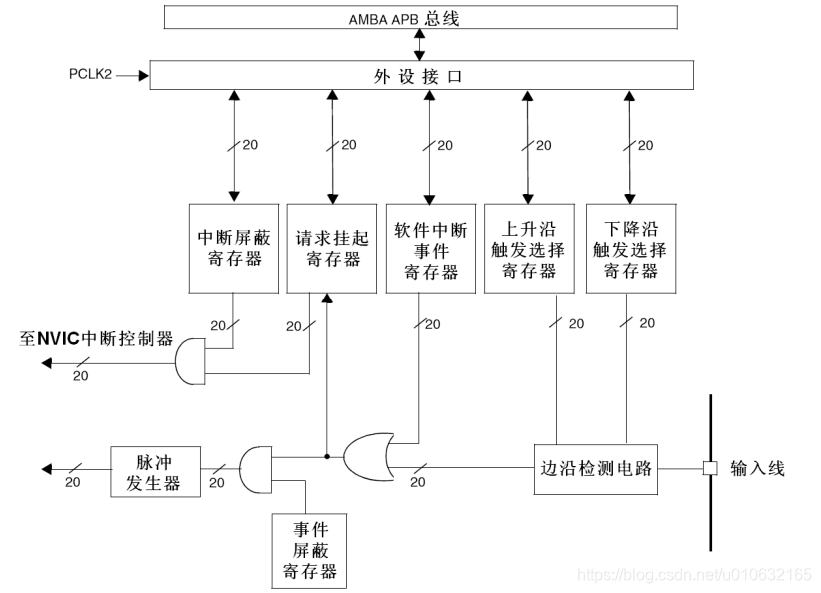 AMBA APB 总线
PCLK2
外设接口
20 20 20 20 20
中断屏蔽
寄存器
请求挂起
寄存器
软件中断
事件
寄存器
上升沿
触发选择
寄存器
下降沿
触发选择
寄存器
20 20 20 20 20
至NVIC中断控制器
20
脉冲
发生器
边沿检测电路
输入线
20 20 20
事件
屏蔽
寄存器
https://blog.csdn.net/u010632165